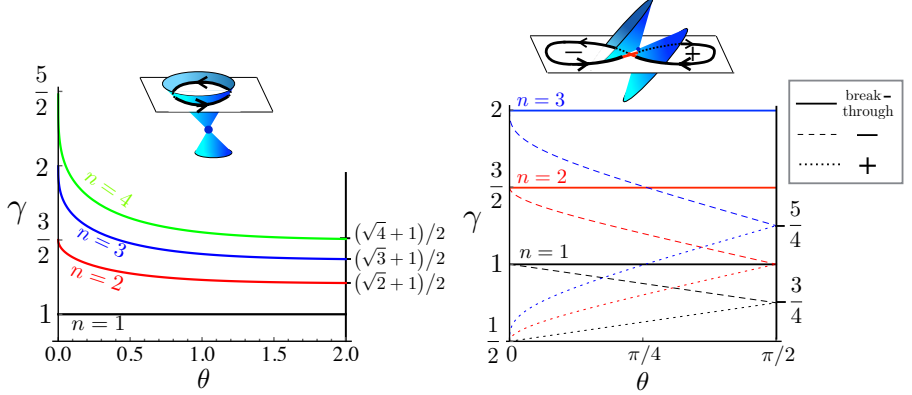 γ
5/2
2
3/2
1
n = 4
n = 3
n = 2
n = 1
(√4 + 1)/2
(√3 + 1)/2
(√2 + 1)/2
0.0 0.5 1.0 1.5 2.0
θ
− +
γ
2
3/2
1
1/2
n = 3
n = 2
n = 1
5/4
3/4
0 π/4 π/2
θ
break-
through
−
+